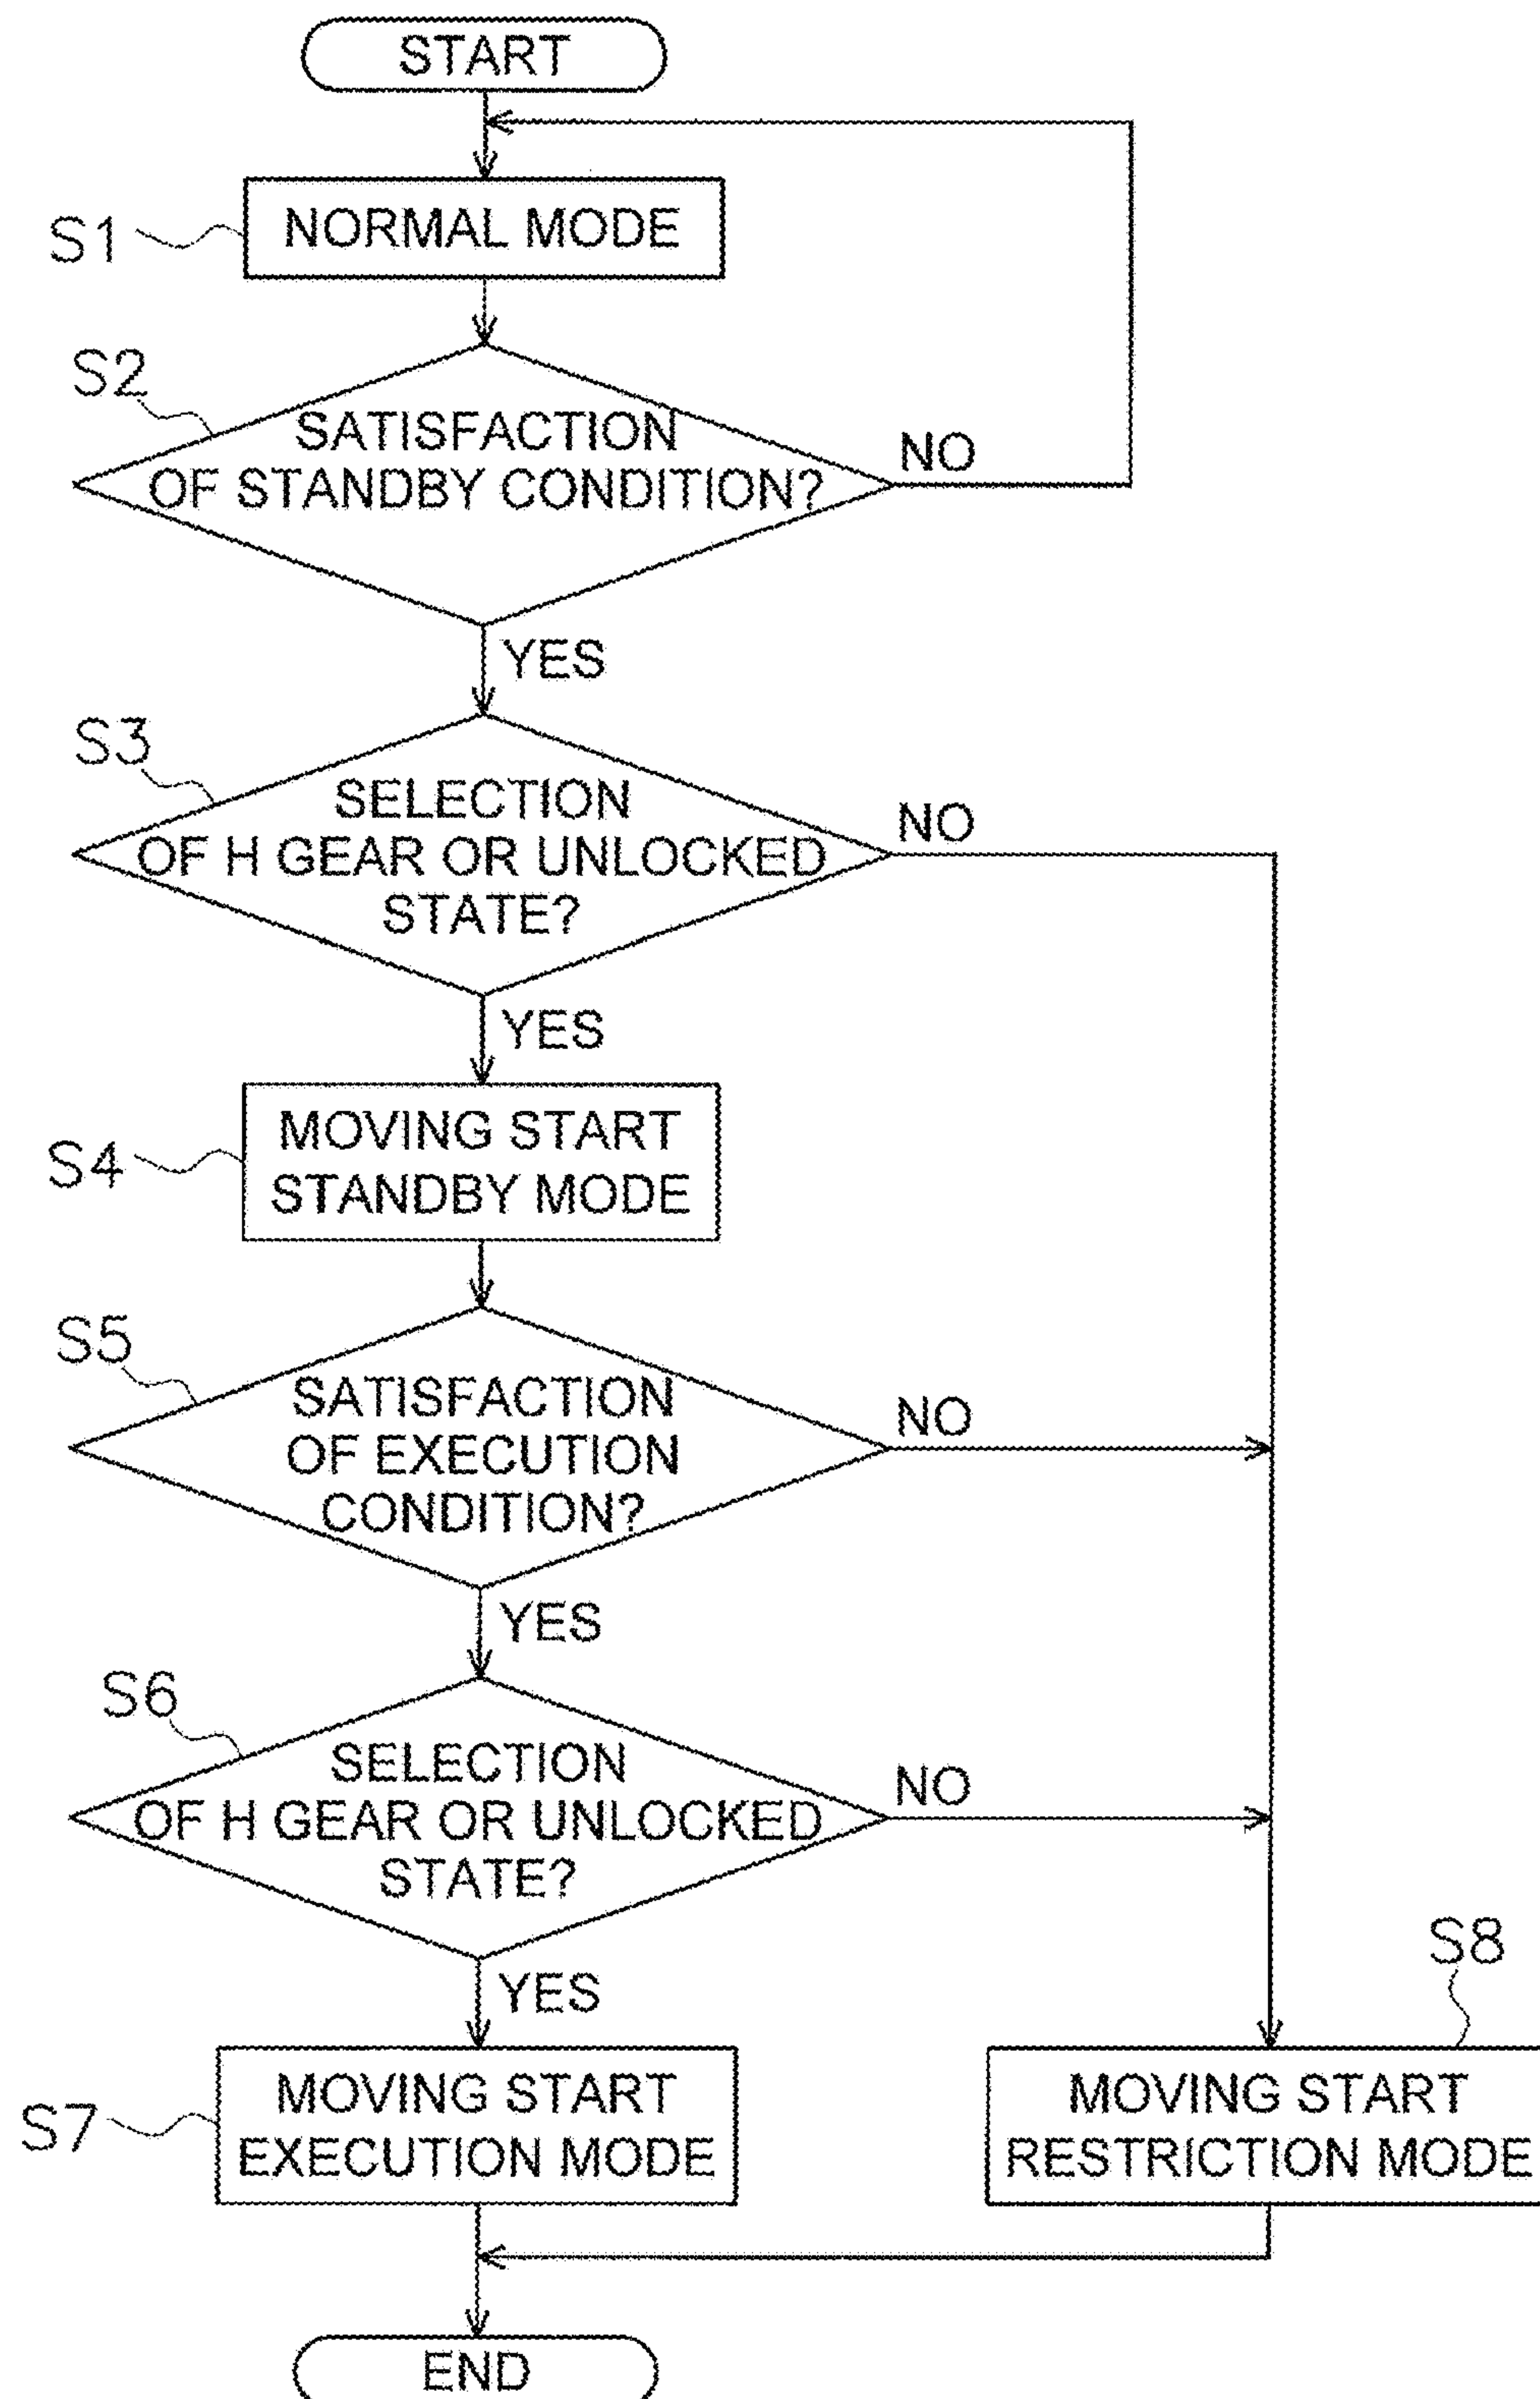 START
S1
NORMAL MODE
S2
SATISFACTION
OF STANDBY CONDITION?
NO
YES
S3
SELECTION
OF H GEAR OR UNLOCKED
STATE?
NO
YES
S4
MOVING START
STANDBY MODE
S5
SATISFACTION
OF EXECUTION
CONDITION?
NO
YES
S6
SELECTION
OF H GEAR OR UNLOCKED
STATE?
NO
YES
S7
MOVING START
EXECUTION MODE
S8
MOVING START
RESTRICTION MODE
END